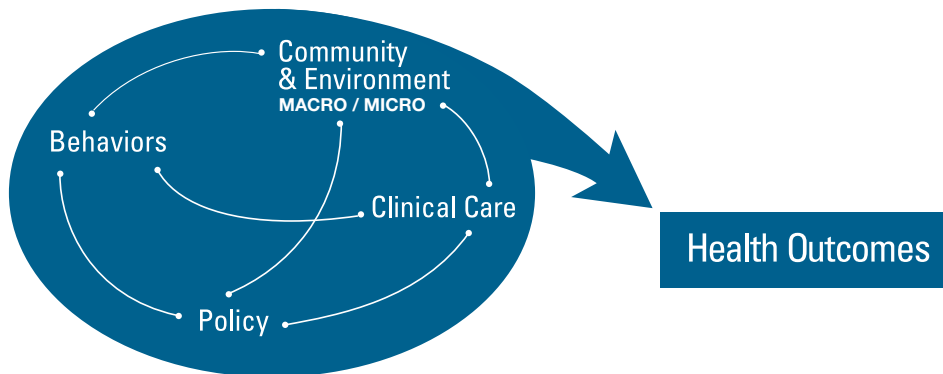 Community
& Environment
MACRO / MICRO
Behaviors
Clinical Care
Policy
Health Outcomes